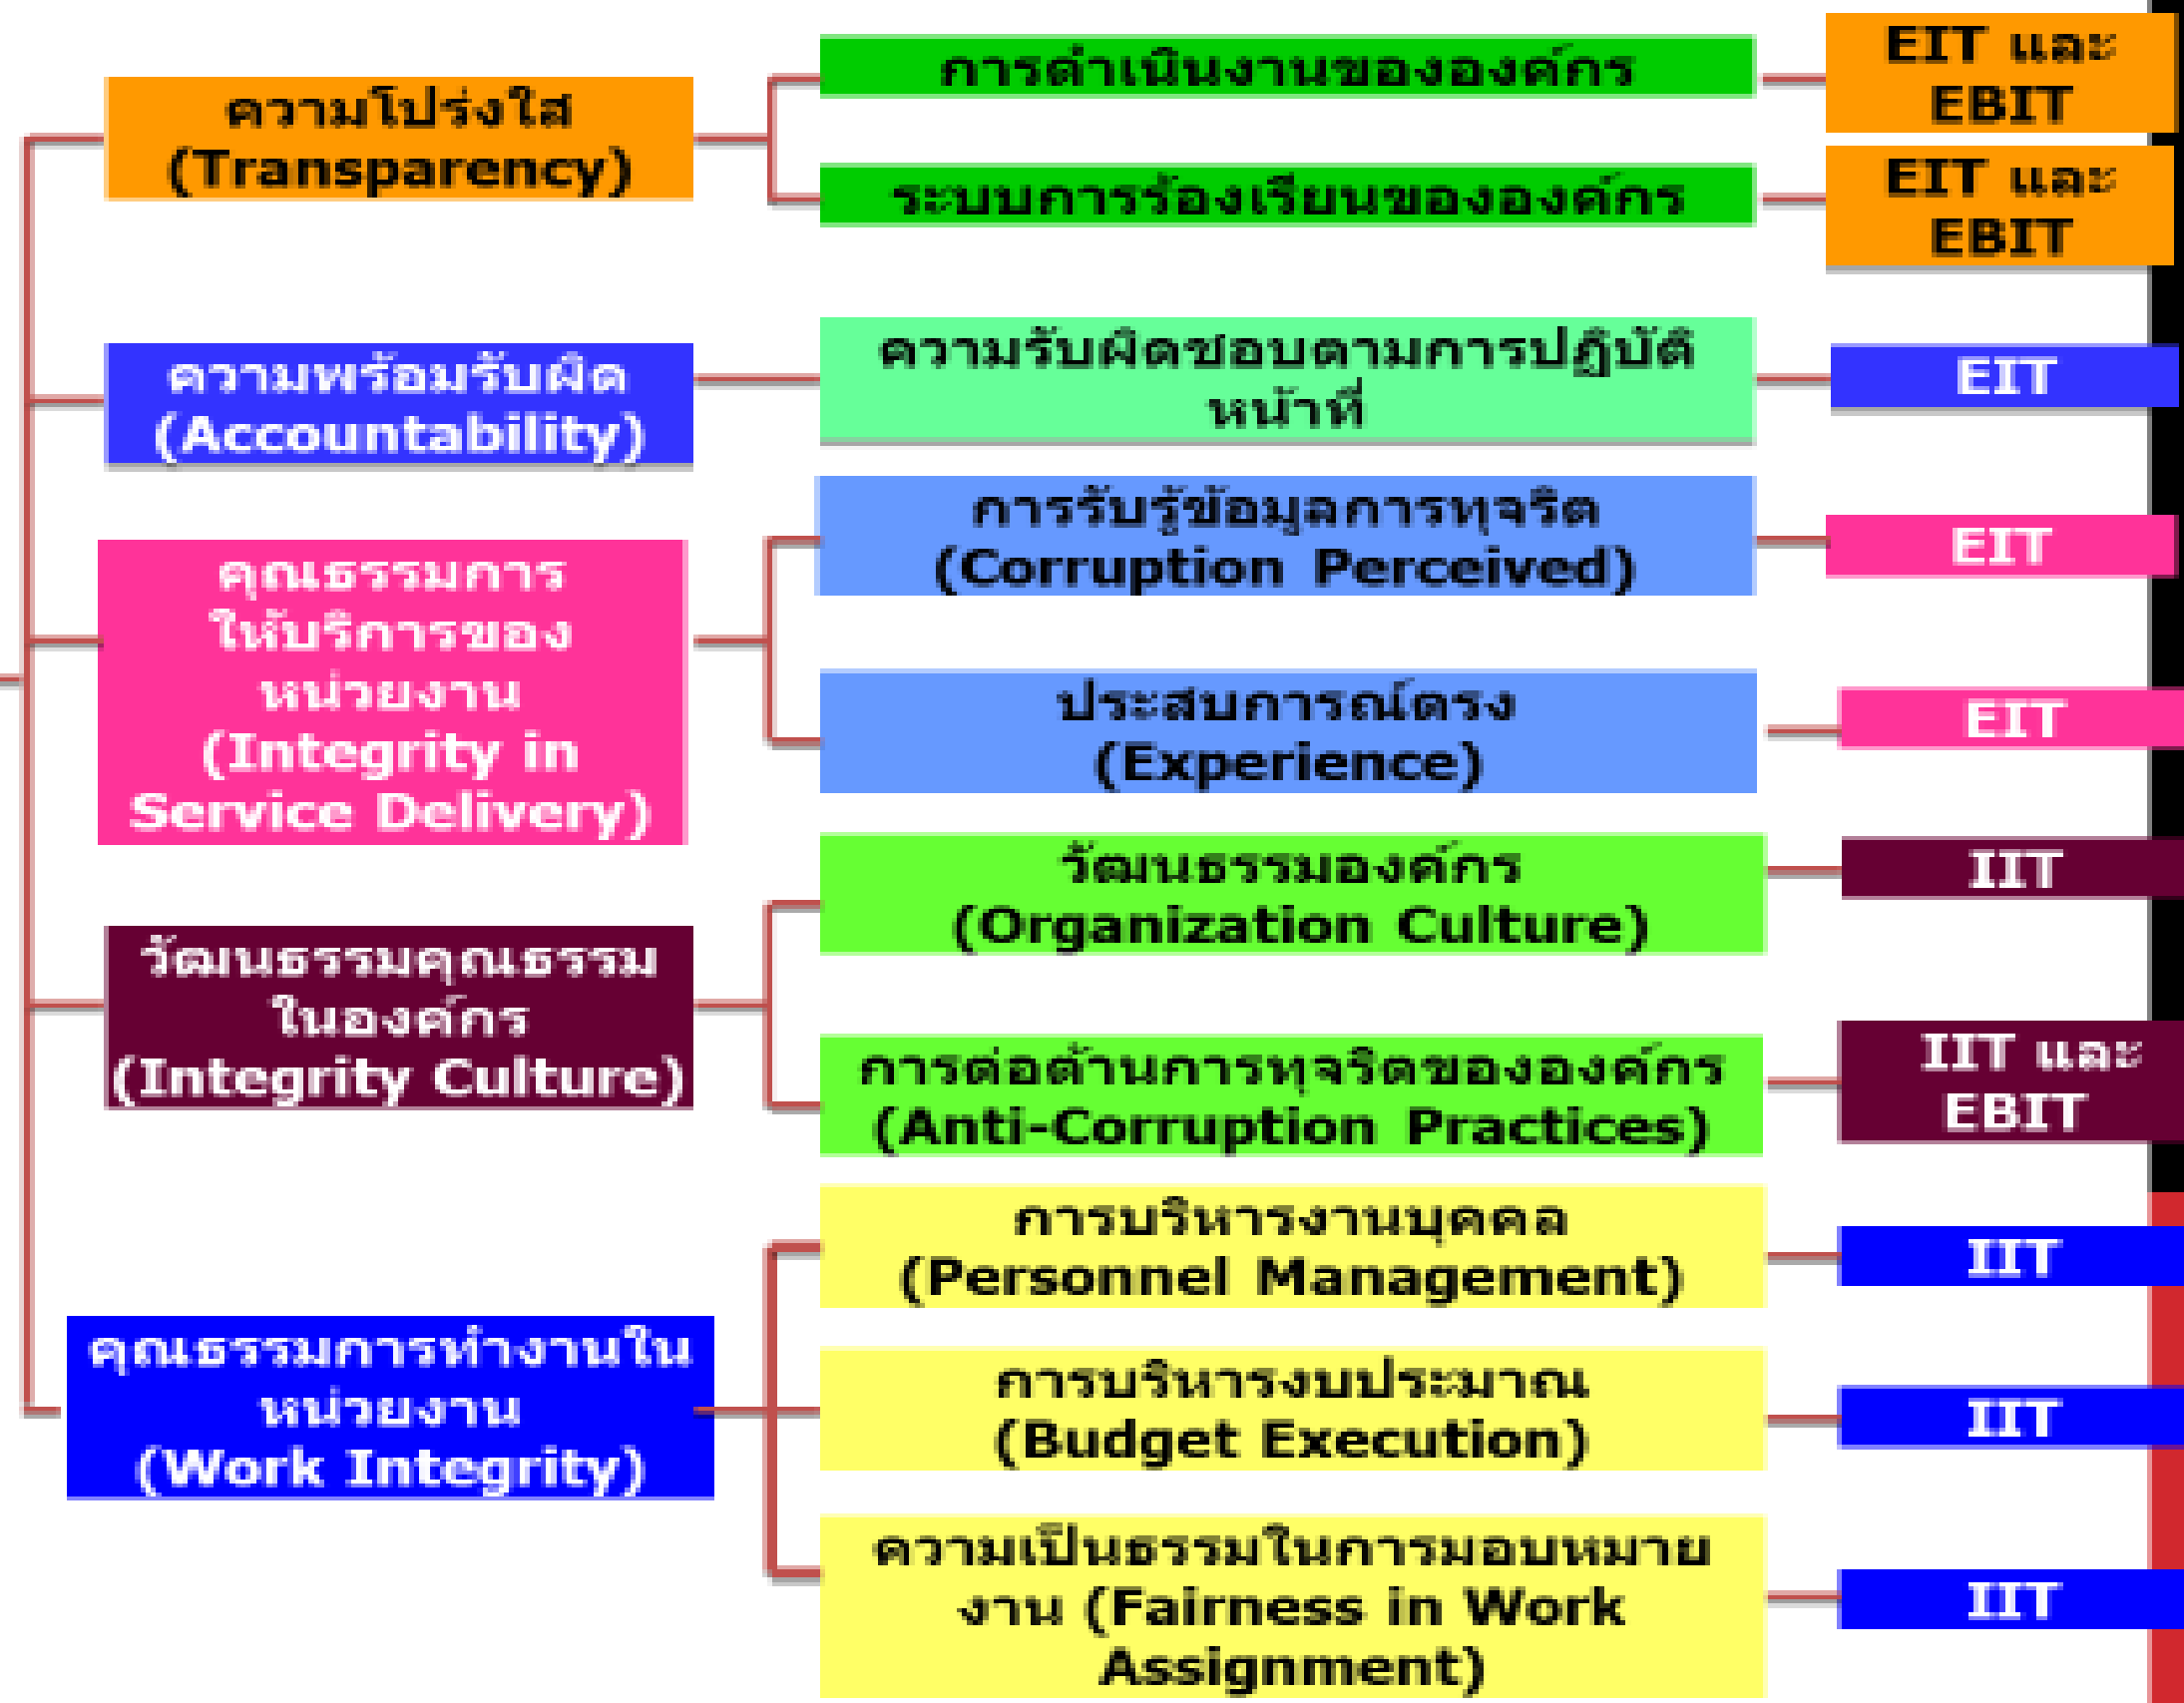 ความโปร่งใส
(Transparency)
การดำเนินงานขององค์กร
EIT และ
EBIT
ระบบการร้องเรียนขององค์กร
EIT และ
EBIT
ความพร้อมรับผิด
(Accountability)
ความรับผิดชอบตามการปฏิบัติ
หน้าที่
EIT
คุณธรรมการ
ให้บริการของ
หน่วยงาน
(Integrity in
Service Delivery)
การรับรู้ข้อมูลการทุจริต
(Corruption Perceived)
EIT
ประสบการณ์ตรง
(Experience)
EIT
วัฒนธรรมคุณธรรม
ในองค์กร
(Integrity Culture)
วัฒนธรรมองค์กร
(Organization Culture)
IIT
การต่อต้านการทุจริตขององค์กร
(Anti-Corruption Practices)
IIT และ
EBIT
คุณธรรมการทำงานใน
หน่วยงาน
(Work Integrity)
การบริหารงานบุคคล
(Personnel Management)
IIT
การบริหารงบประมาณ
(Budget Execution)
IIT
ความเป็นธรรมในการมอบหมาย
งาน (Fairness in Work
Assignment)
IIT